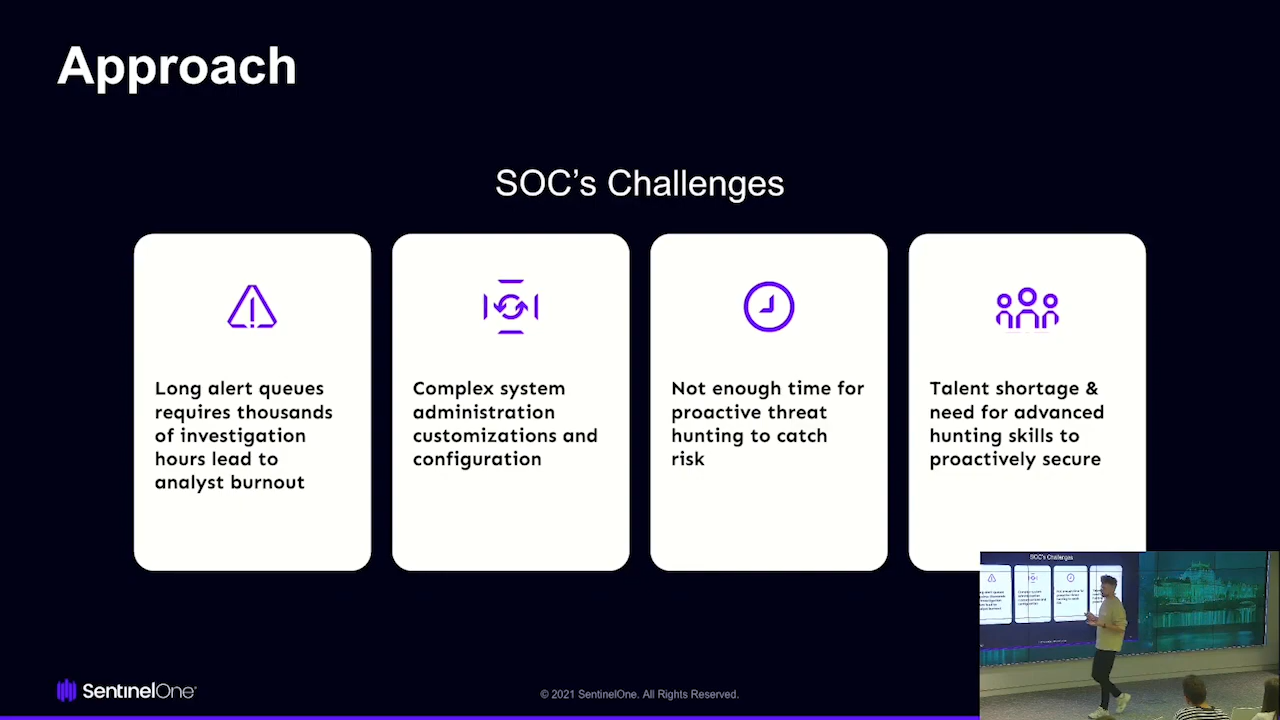 Approach
SOC’s Challenges
Long alert queues
requires thousands
of investigation
hours lead to
analyst burnout
Complex system
administration
customizations and
configuration
Not enough time for
proactive threat
hunting to catch
risk
Talent shortage &
need for advanced
hunting skills to
proactively secure
SOC's Challenges
SentinelOne
© 2021 SentinelOne. All Rights Reserved.